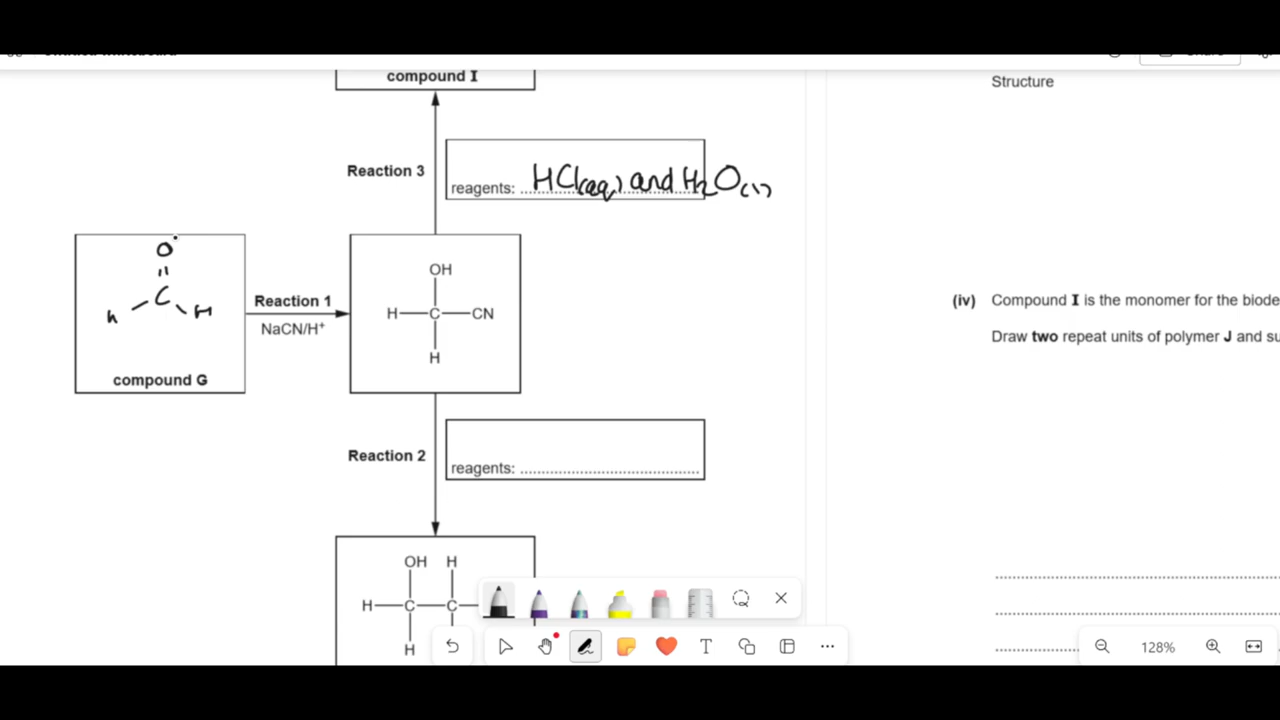 compound I
Structure
Reaction 3
reagents: HCl(aq) and H2O(l)
O
||
C
H H
compound G
Reaction 1
NaCN/H⁺
OH
H—C—CN
H
(iv) Compound I is the monomer for the biode
Draw two repeat units of polymer J and su
Reaction 2
reagents:
OH H
H—C—C—
H
T
128%